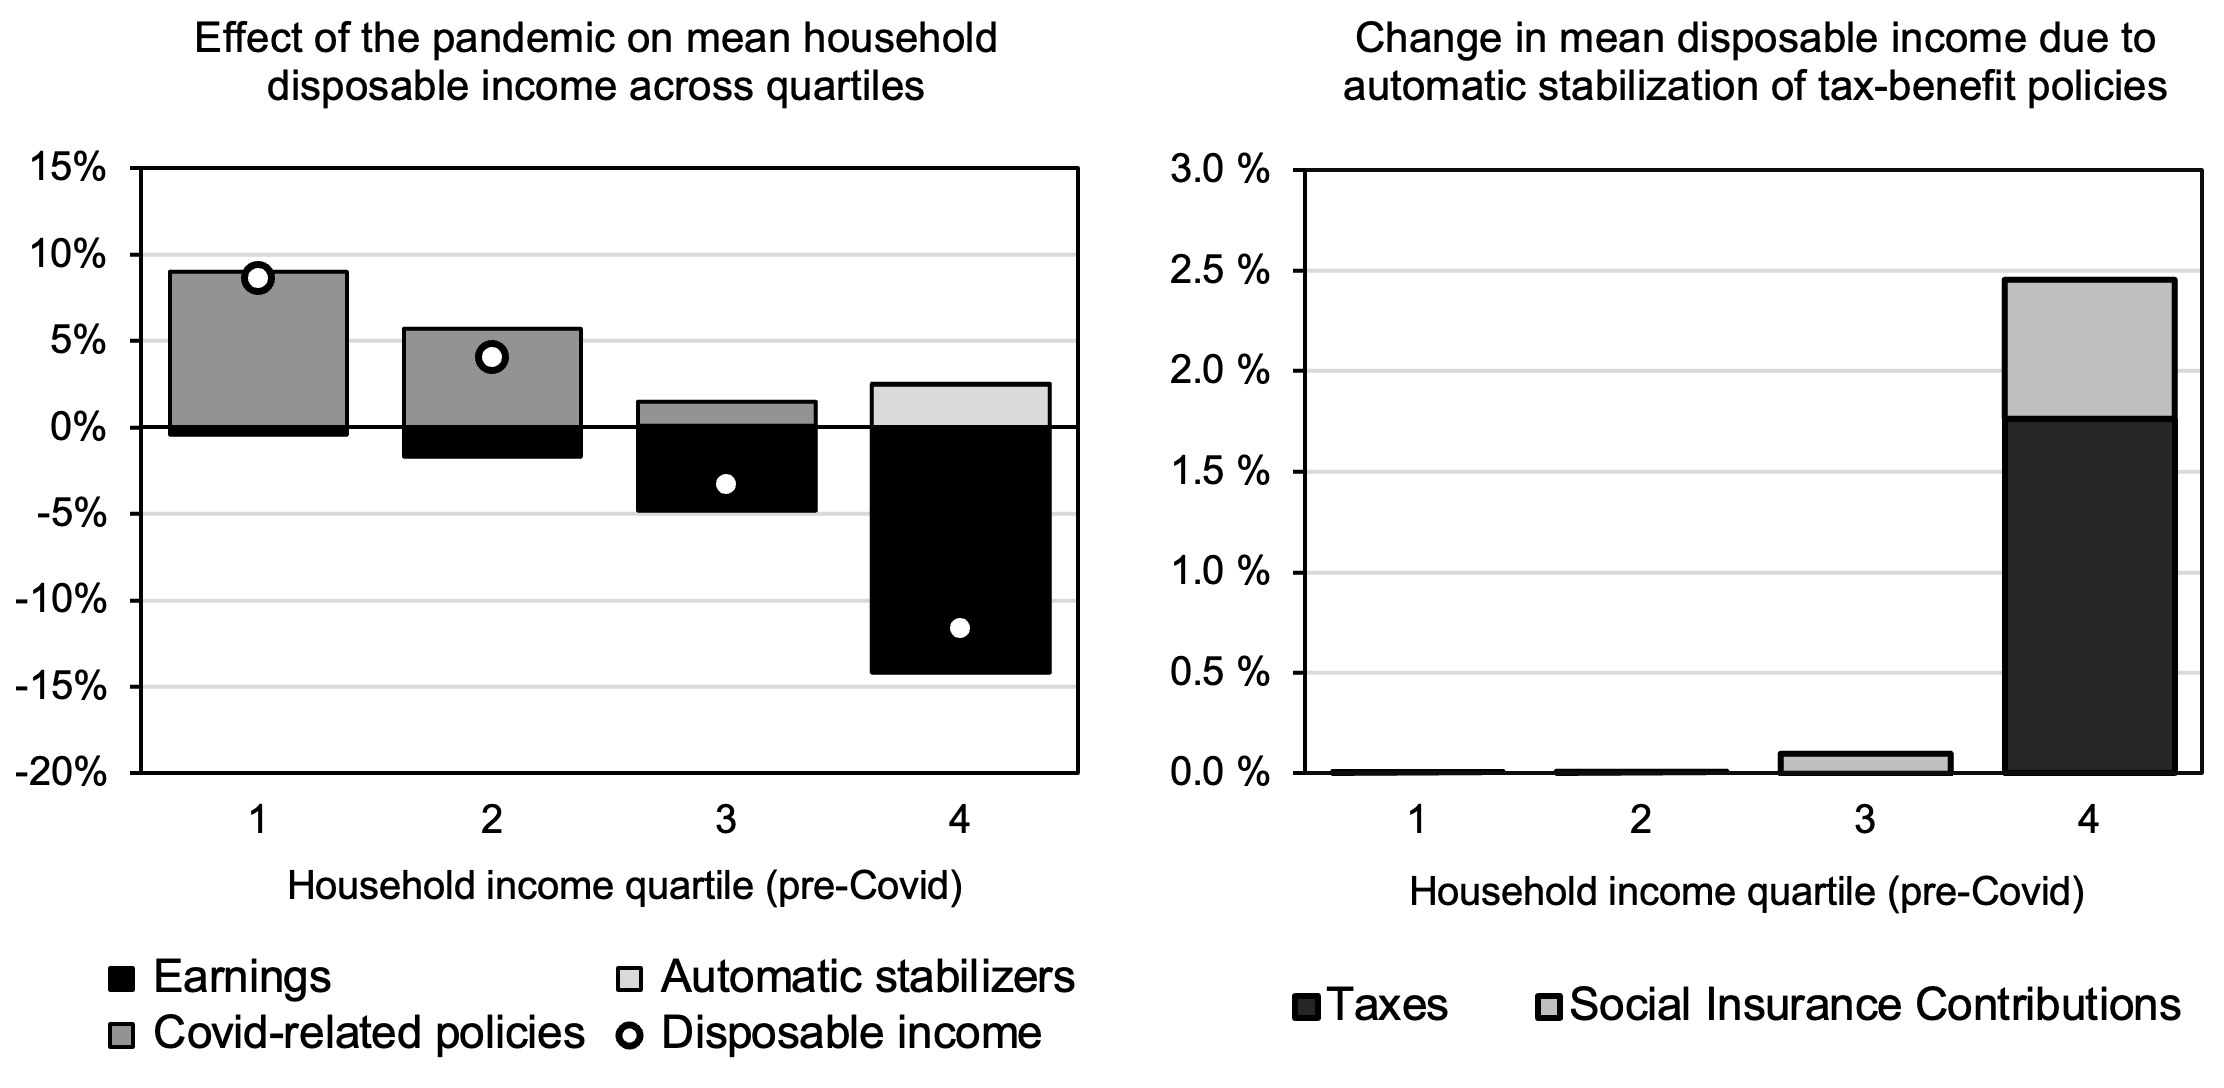 Effect of the pandemic on mean household
disposable income across quartiles
15%
10%
5%
0%
-5%
-10%
-15%
-20%
1 2 3 4
Household income quartile (pre-Covid)
Earnings Automatic stabilizers
Covid-related policies Disposable income
Change in mean disposable income due to
automatic stabilization of tax-benefit policies
3.0 %
2.5 %
2.0 %
1.5 %
1.0 %
0.5 %
0.0 %
1 2 3 4
Household income quartile (pre-Covid)
Taxes Social Insurance Contributions